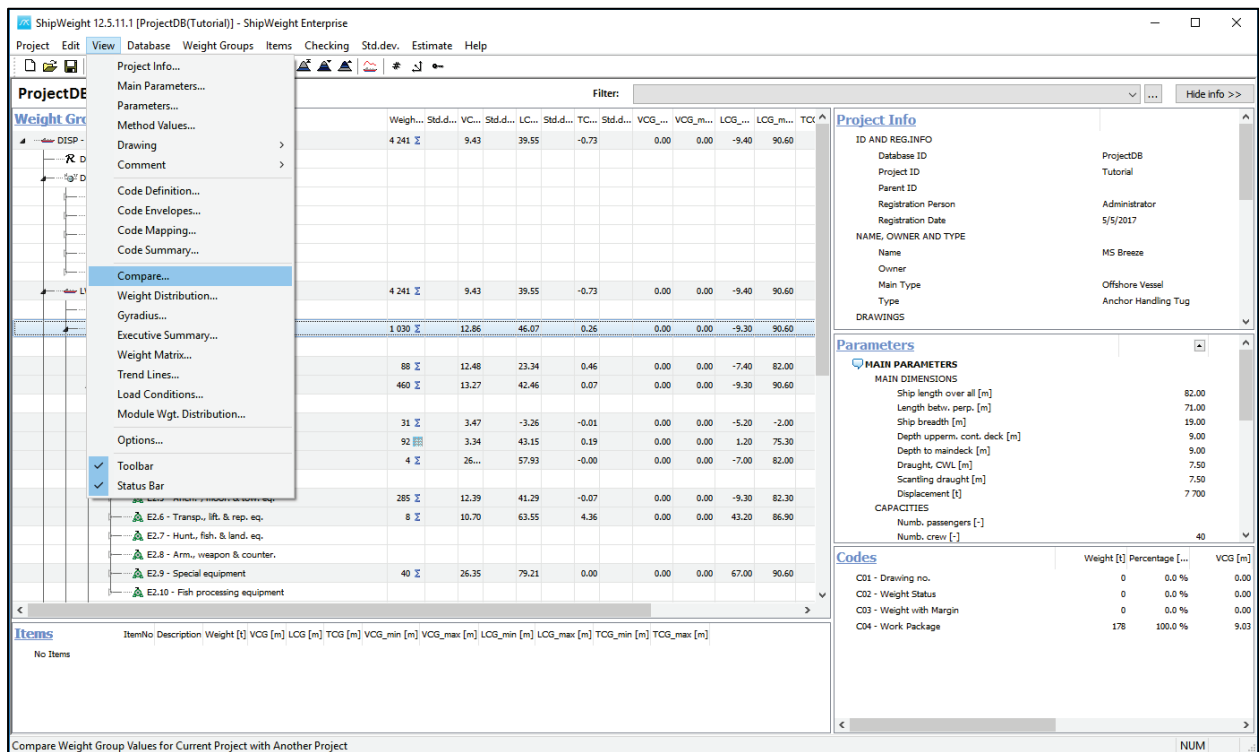 ShipWeight 12.5.11.1 [ProjectDB(Tutorial)] - ShipWeight Enterprise
Project Edit View Database Weight Groups Items Checking Std.dev. Estimate Help
ProjectDB
Filter:
...
Hide info >>
Project Info...
Main Parameters...
Parameters...
Method Values...
Drawing
Comment
Code Definition...
Code Envelopes...
Code Mapping...
Code Summary...
Compare...
Weight Distribution...
Gyradius...
Executive Summary...
Weight Matrix...
Trend Lines...
Load Conditions...
Module Wgt. Distribution...
Options...
Toolbar
Status Bar
Weight Gro Weigh... Std.d... VC... Std.d... LC... Std.d... TC... Std.d... VCG_... VCG_m... LCG_... LCG_m... TC
DISP - 4 241 Σ 9.43 39.55 -0.73 0.00 0.00 -9.40 90.60
R D
D
LV 4 241 Σ 9.43 39.55 -0.73 0.00 0.00 -9.40 90.60
1 030 Σ 12.86 46.07 0.26 0.00 0.00 -9.30 90.60
88 Σ 12.48 23.34 0.46 0.00 0.00 -7.40 82.00
460 Σ 13.27 42.46 0.07 0.00 0.00 -9.30 90.60
31 Σ 3.47 -3.26 -0.01 0.00 0.00 -5.20 -2.00
92 3.34 43.15 0.19 0.00 0.00 1.20 75.30
4 Σ 26... 57.93 -0.00 0.00 0.00 -7.00 82.00
285 Σ 12.39 41.29 -0.07 0.00 0.00 -9.30 82.30
E2.6 - Transp., lift. & rep. eq. 8 Σ 10.70 63.55 4.36 0.00 0.00 43.20 86.90
E2.7 - Hunt., fish. & land. eq.
E2.8 - Arm., weapon & counter.
E2.9 - Special equipment 40 Σ 26.35 79.21 0.00 0.00 0.00 67.00 90.60
E2.10 - Fish processing equipment
Items ItemNo Description Weight [t] VCG [m] LCG [m] TCG [m] VCG_min [m] VCG_max [m] LCG_min [m] LCG_max [m] TCG_min [m] TCG_max [m]
No Items
Project Info
ID AND REG.INFO
Database ID ProjectDB
Project ID Tutorial
Parent ID
Registration Person Administrator
Registration Date 5/5/2017
NAME, OWNER AND TYPE
Name MS Breeze
Owner
Main Type Offshore Vessel
Type Anchor Handling Tug
DRAWINGS
Parameters
MAIN PARAMETERS
MAIN DIMENSIONS
Ship length over all [m] 82.00
Length betw. perp. [m] 71.00
Ship breadth [m] 19.00
Depth upperm. cont. deck [m] 9.00
Depth to maindeck [m] 9.00
Draught, CWL [m] 7.50
Scantling draught [m] 7.50
Displacement [t] 7 700
CAPACITIES
Numb. passengers [-]
Numb. crew [-] 40
Codes Weight [t] Percentage [... VCG [m]
C01 - Drawing no. 0 0.0 % 0.00
C02 - Weight Status 0 0.0 % 0.00
C03 - Weight with Margin 0 0.0 % 0.00
C04 - Work Package 178 100.0 % 9.03
Compare Weight Group Values for Current Project with Another Project
NUM